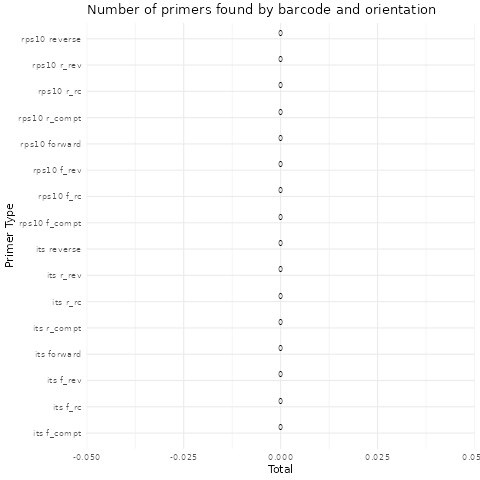 Number of primers found by barcode and orientation
Primer Type
rps10 reverse 0
rps10 r_rev 0
rps10 r_rc 0
rps10 r_compt 0
rps10 forward 0
rps10 f_rev 0
rps10 f_rc 0
rps10 f_compt 0
its reverse 0
its r_rev 0
its r_rc 0
its r_compt 0
its forward 0
its f_rev 0
its f_rc 0
its f_compt 0
-0.050 -0.025 0.000 0.025 0.05
Total